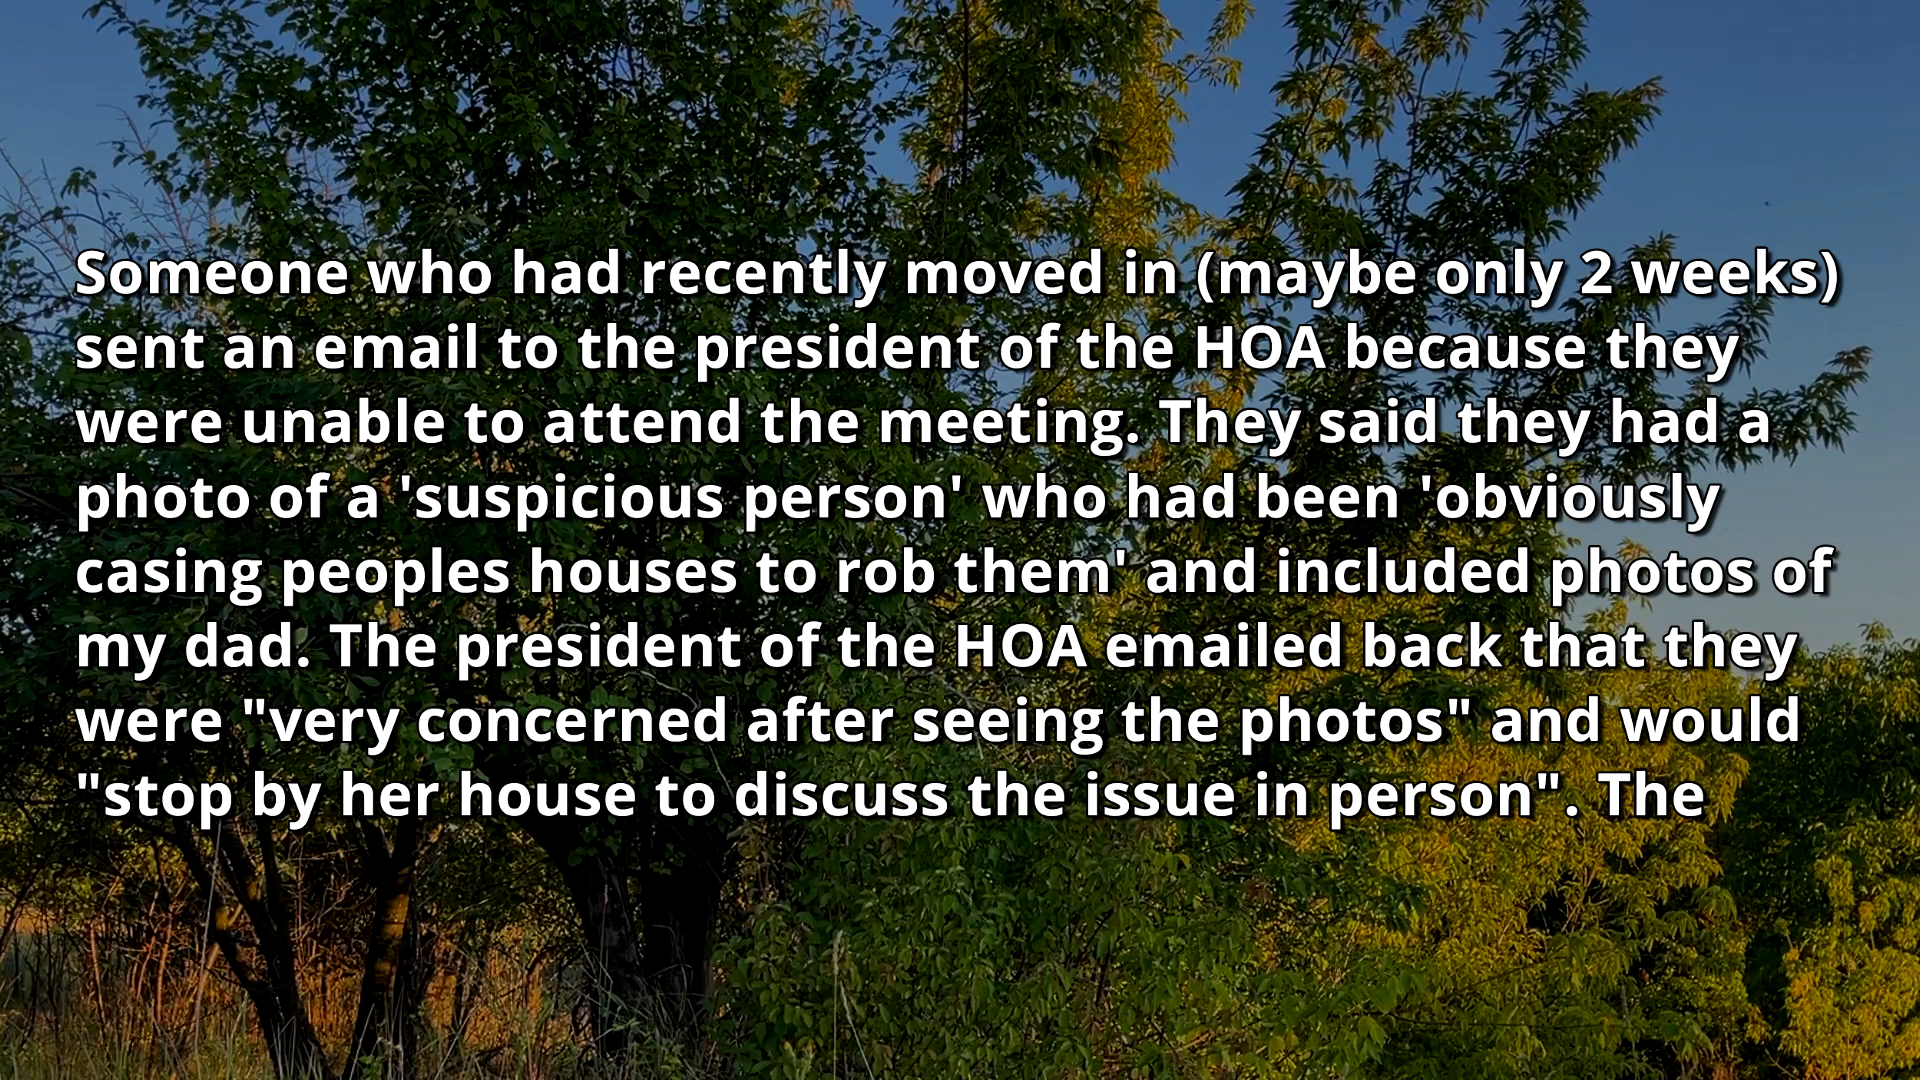 Someone who had recently moved in (maybe only 2 weeks)
sent an email to the president of the HOA because they
were unable to attend the meeting. They said they had a
photo of a 'suspicious person' who had been 'obviously
casing peoples houses to rob them' and included photos of
my dad. The president of the HOA emailed back that they
were "very concerned after seeing the photos" and would
"stop by her house to discuss the issue in person". The